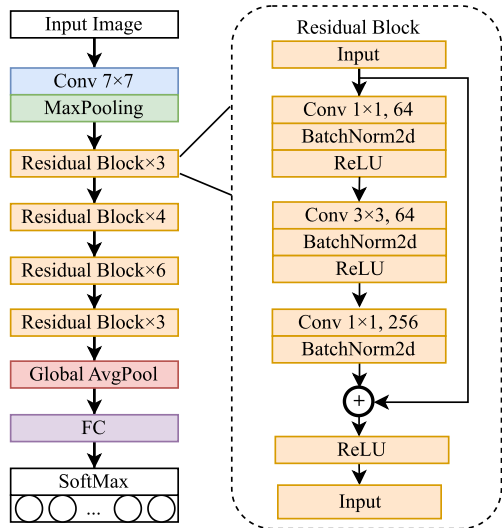 Input Image
Conv 7×7
MaxPooling
Residual Block×3
Residual Block×4
Residual Block×6
Residual Block×3
Global AvgPool
FC
SoftMax
...
Residual Block
Input
Conv 1×1, 64
BatchNorm2d
ReLU
Conv 3×3, 64
BatchNorm2d
ReLU
Conv 1×1, 256
BatchNorm2d
+
ReLU
Input